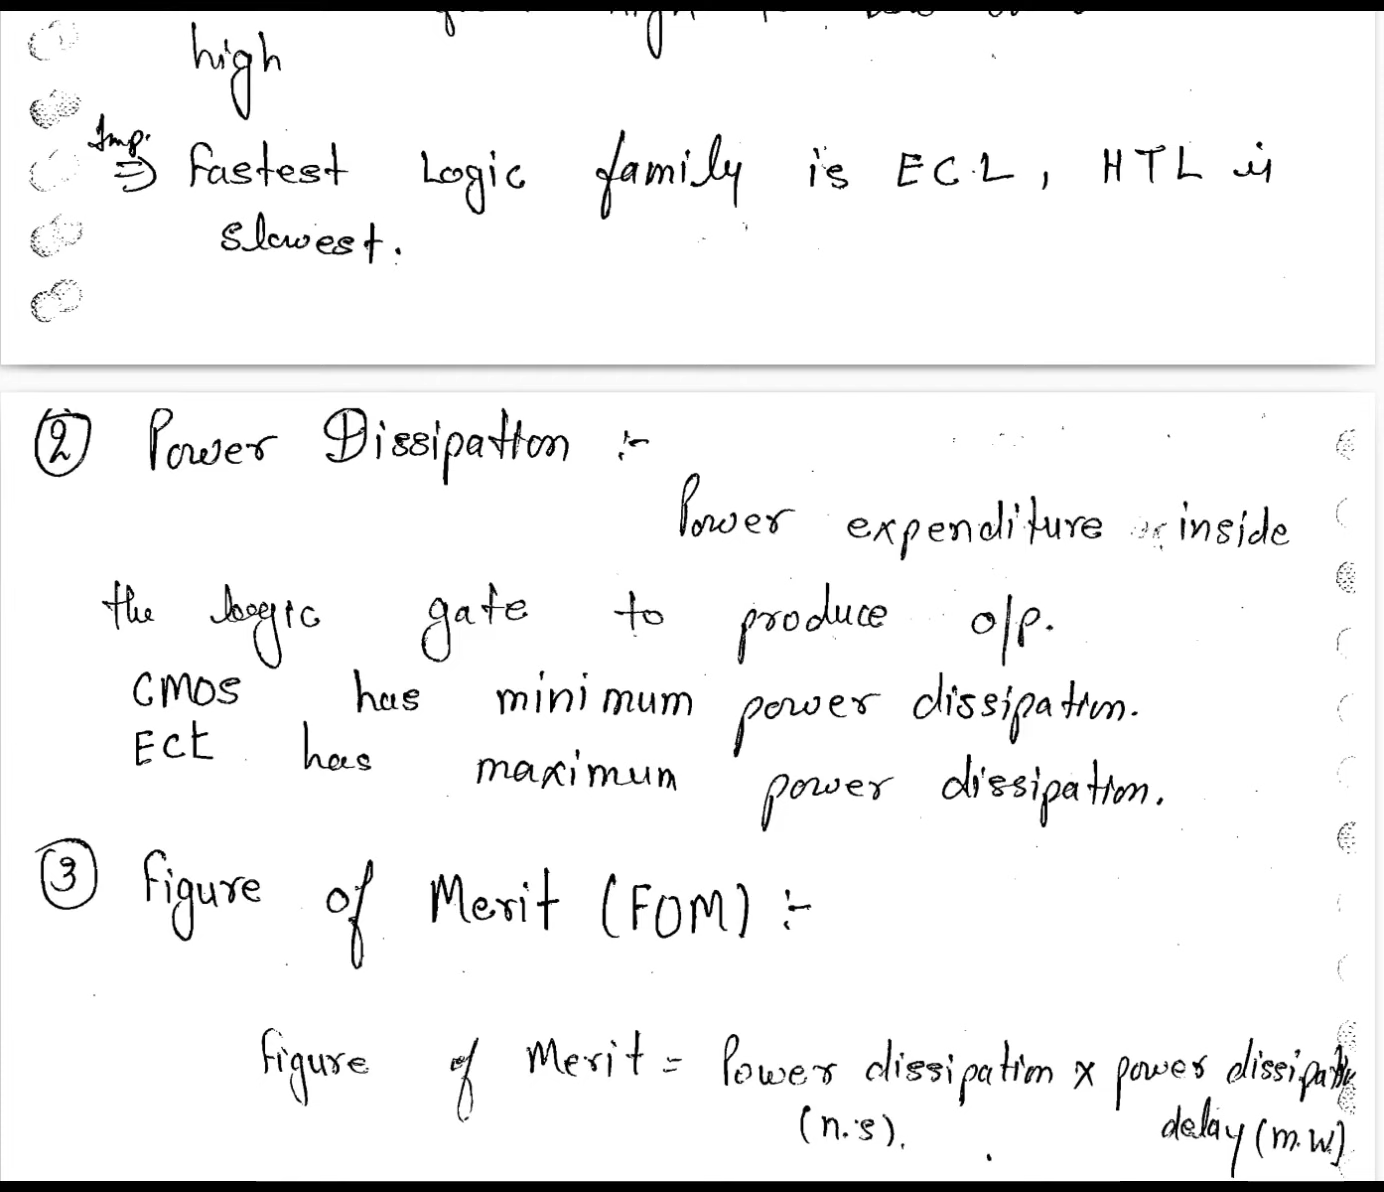 high
Imp. ⇒ Fastest Logic family is ECL, HTL is
slowest.
② Power Dissipation :-
Power expenditure inside
the logic gate to produce o/p.
CMOS has minimum power dissipation.
ECL has maximum power dissipation.
③ Figure of Merit (FOM) :-
Figure of Merit = Power dissipation x power dissipation
(n.s). delay (m.w)